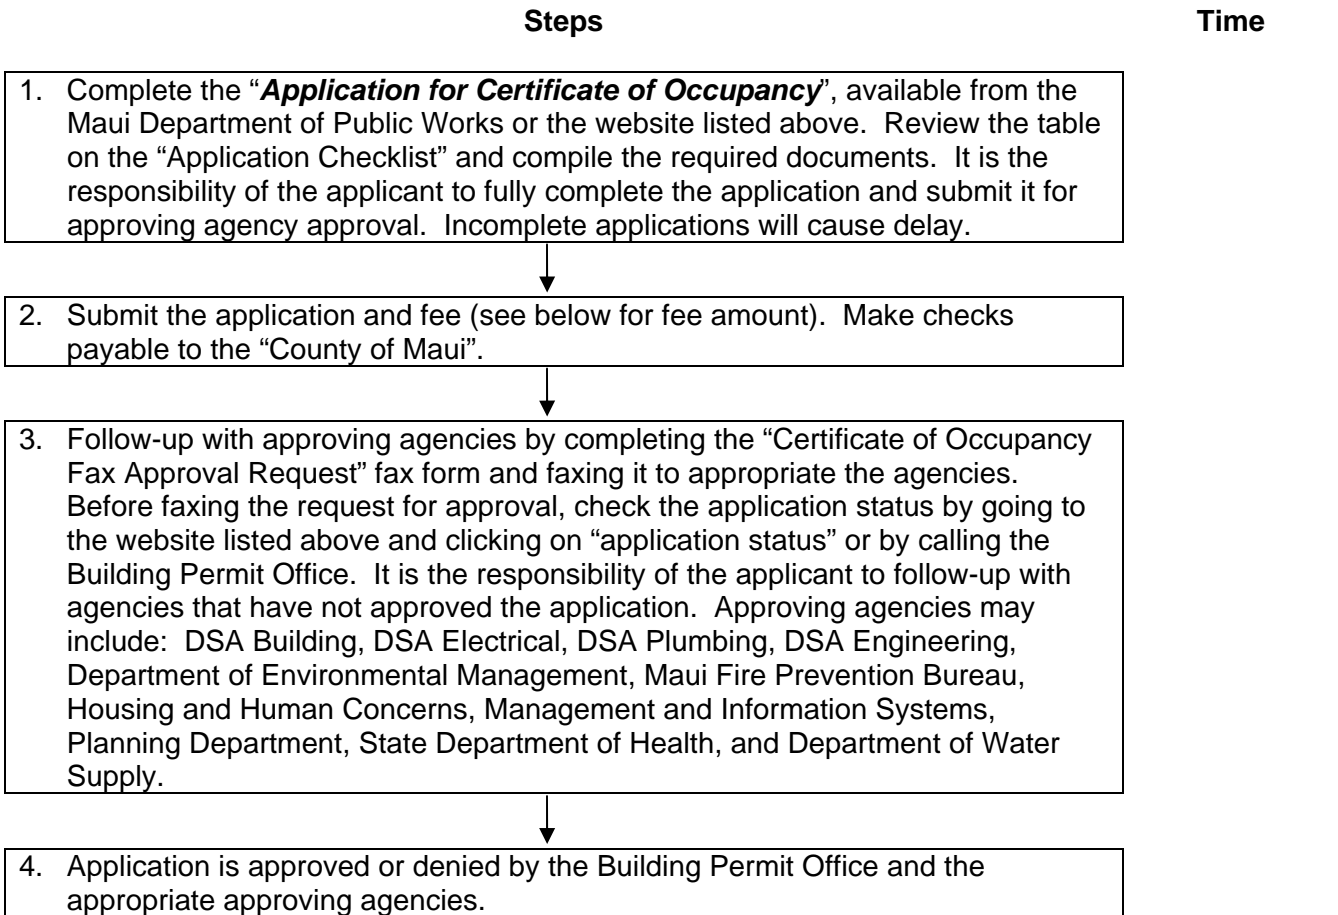 Steps Time
1. Complete the “Application for Certificate of Occupancy”, available from the
Maui Department of Public Works or the website listed above. Review the table
on the “Application Checklist” and compile the required documents. It is the
responsibility of the applicant to fully complete the application and submit it for
approving agency approval. Incomplete applications will cause delay.
2. Submit the application and fee (see below for fee amount). Make checks
payable to the “County of Maui”.
3. Follow-up with approving agencies by completing the “Certificate of Occupancy
Fax Approval Request” fax form and faxing it to appropriate the agencies.
Before faxing the request for approval, check the application status by going to
the website listed above and clicking on “application status” or by calling the
Building Permit Office. It is the responsibility of the applicant to follow-up with
agencies that have not approved the application. Approving agencies may
include: DSA Building, DSA Electrical, DSA Plumbing, DSA Engineering,
Department of Environmental Management, Maui Fire Prevention Bureau,
Housing and Human Concerns, Management and Information Systems,
Planning Department, State Department of Health, and Department of Water
Supply.
4. Application is approved or denied by the Building Permit Office and the
appropriate approving agencies.